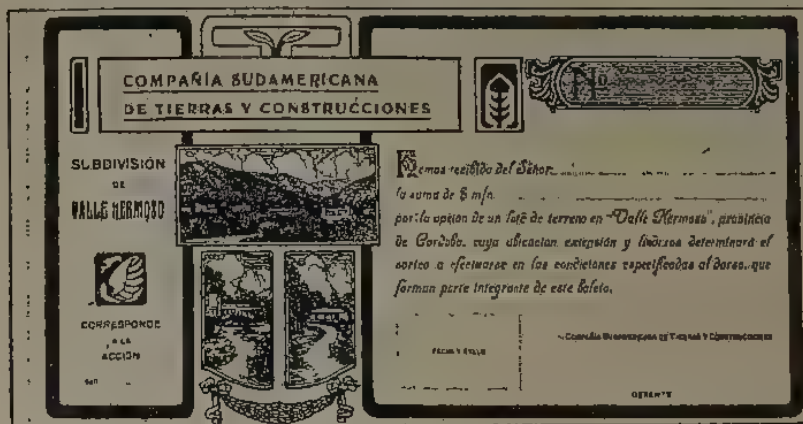 COMPAÑÍA SUDAMERICANA
DE TIERRAS Y CONSTRUCCIONES
SUBDIVISIÓN
DE
VALLE HERMOSO
CORRESPONDE
A LA
ACCIÓN
Nº
Hemos recibido del Señor
la suma de $ m/n
por la opción de un lote de terreno en "Valle Hermoso", provincia
de Cordoba, cuya ubicacion, extensión y linderos determinará el
sorteo a efectuarse en las condiciones especificadas al dorso, que
forman parte integrante de este boleto.
FECHA Y SELLO
COMPAÑÍA SUDAMERICANA DE TIERRAS Y CONSTRUCCIONES
GERENTE